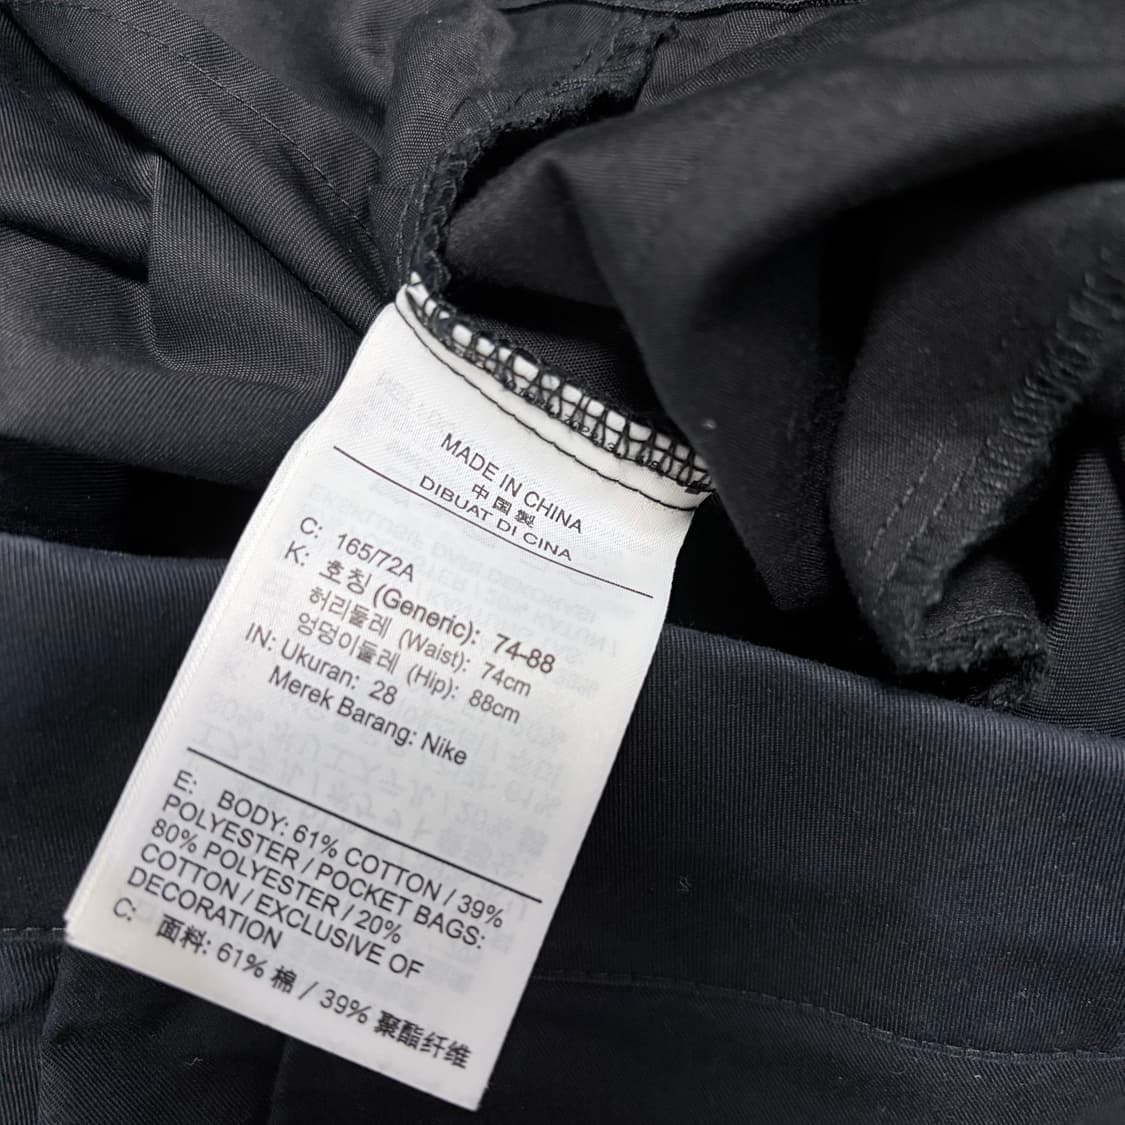 MADE IN CHINA
中国製
DIBUAT DI CINA
C: 165/72A
K: 호칭 (Generic): 74-88
허리둘레 (Waist): 74cm
엉덩이둘레 (Hip): 88cm
IN: Ukuran: 28
Merek Barang: Nike
E: BODY: 61% COTTON / 39%
POLYESTER / POCKET BAGS:
80% POLYESTER / 20%
COTTON / EXCLUSIVE OF
DECORATION
C: 面料: 61% 棉 / 39% 聚酯纤维